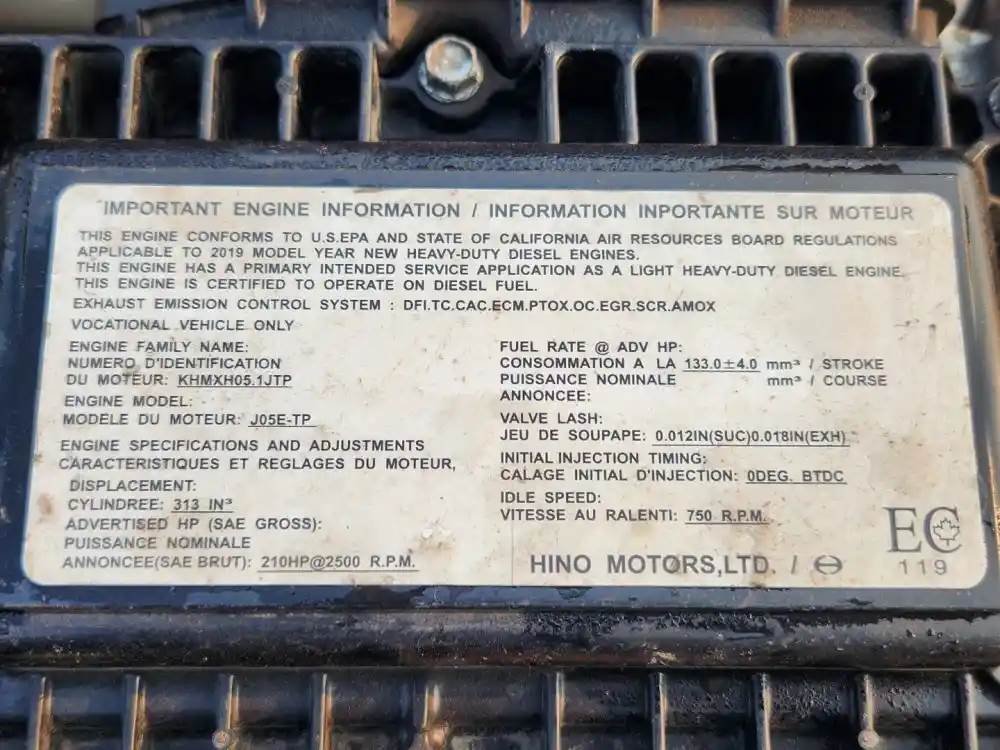 IMPORTANT ENGINE INFORMATION / INFORMATION INPORTANTE SUR MOTEUR
THIS ENGINE CONFORMS TO U.S.EPA AND STATE OF CALIFORNIA AIR RESOURCES BOARD REGULATIONS
APPLICABLE TO 2019 MODEL YEAR NEW HEAVY-DUTY DIESEL ENGINES.
THIS ENGINE HAS A PRIMARY INTENDED SERVICE APPLICATION AS A LIGHT HEAVY-DUTY DIESEL ENGINE.
THIS ENGINE IS CERTIFIED TO OPERATE ON DIESEL FUEL.
EXHAUST EMISSION CONTROL SYSTEM : DFI.TC.CAC.ECM.PTOX.OC.EGR.SCR.AMOX
VOCATIONAL VEHICLE ONLY
ENGINE FAMILY NAME:
NUMERO D'IDENTIFICATION
DU MOTEUR: KHMXH05.1JTP
ENGINE MODEL:
MODELE DU MOTEUR: J05E-TP
ENGINE SPECIFICATIONS AND ADJUSTMENTS
CARACTERISTIQUES ET REGLAGES DU MOTEUR,
DISPLACEMENT:
CYLINDREE: 313 IN³
ADVERTISED HP (SAE GROSS):
PUISSANCE NOMINALE
ANNONCEE(SAE BRUT): 210HP@2500 R.P.M.
FUEL RATE @ ADV HP:
CONSOMMATION A LA 133.0±4.0 mm³ / STROKE
PUISSANCE NOMINALE mm³ / COURSE
ANNONCEE:
VALVE LASH:
JEU DE SOUPAPE: 0.012IN(SUC)0.018IN(EXH)
INITIAL INJECTION TIMING:
CALAGE INITIAL D'INJECTION: 0DEG. BTDC
IDLE SPEED:
VITESSE AU RALENTI: 750 R.P.M.
HINO MOTORS,LTD. /
EC
119